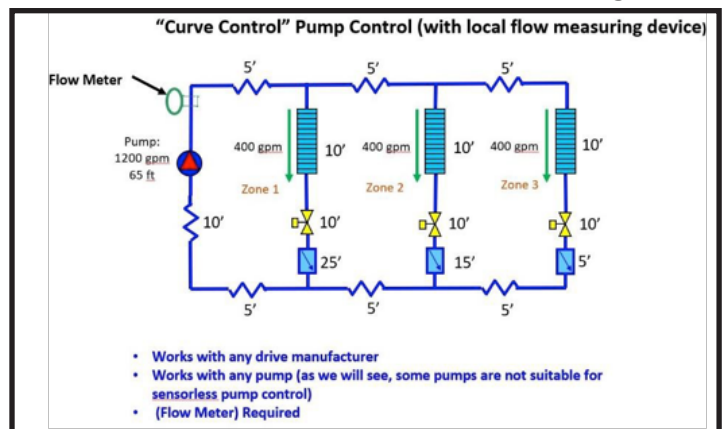 “Curve Control” Pump Control (with local flow measuring device)
Flow Meter
5’ 5’ 5’
Pump:
1200 gpm
65 ft
400 gpm 10’ 400 gpm 10’ 400 gpm 10’
Zone 1 Zone 2 Zone 3
10’ 10’ 10’ 10’
25’ 15’ 5’
5’ 5’ 5’
• Works with any drive manufacturer
• Works with any pump (as we will see, some pumps are not suitable for
sensorless pump control)
• (Flow Meter) Required